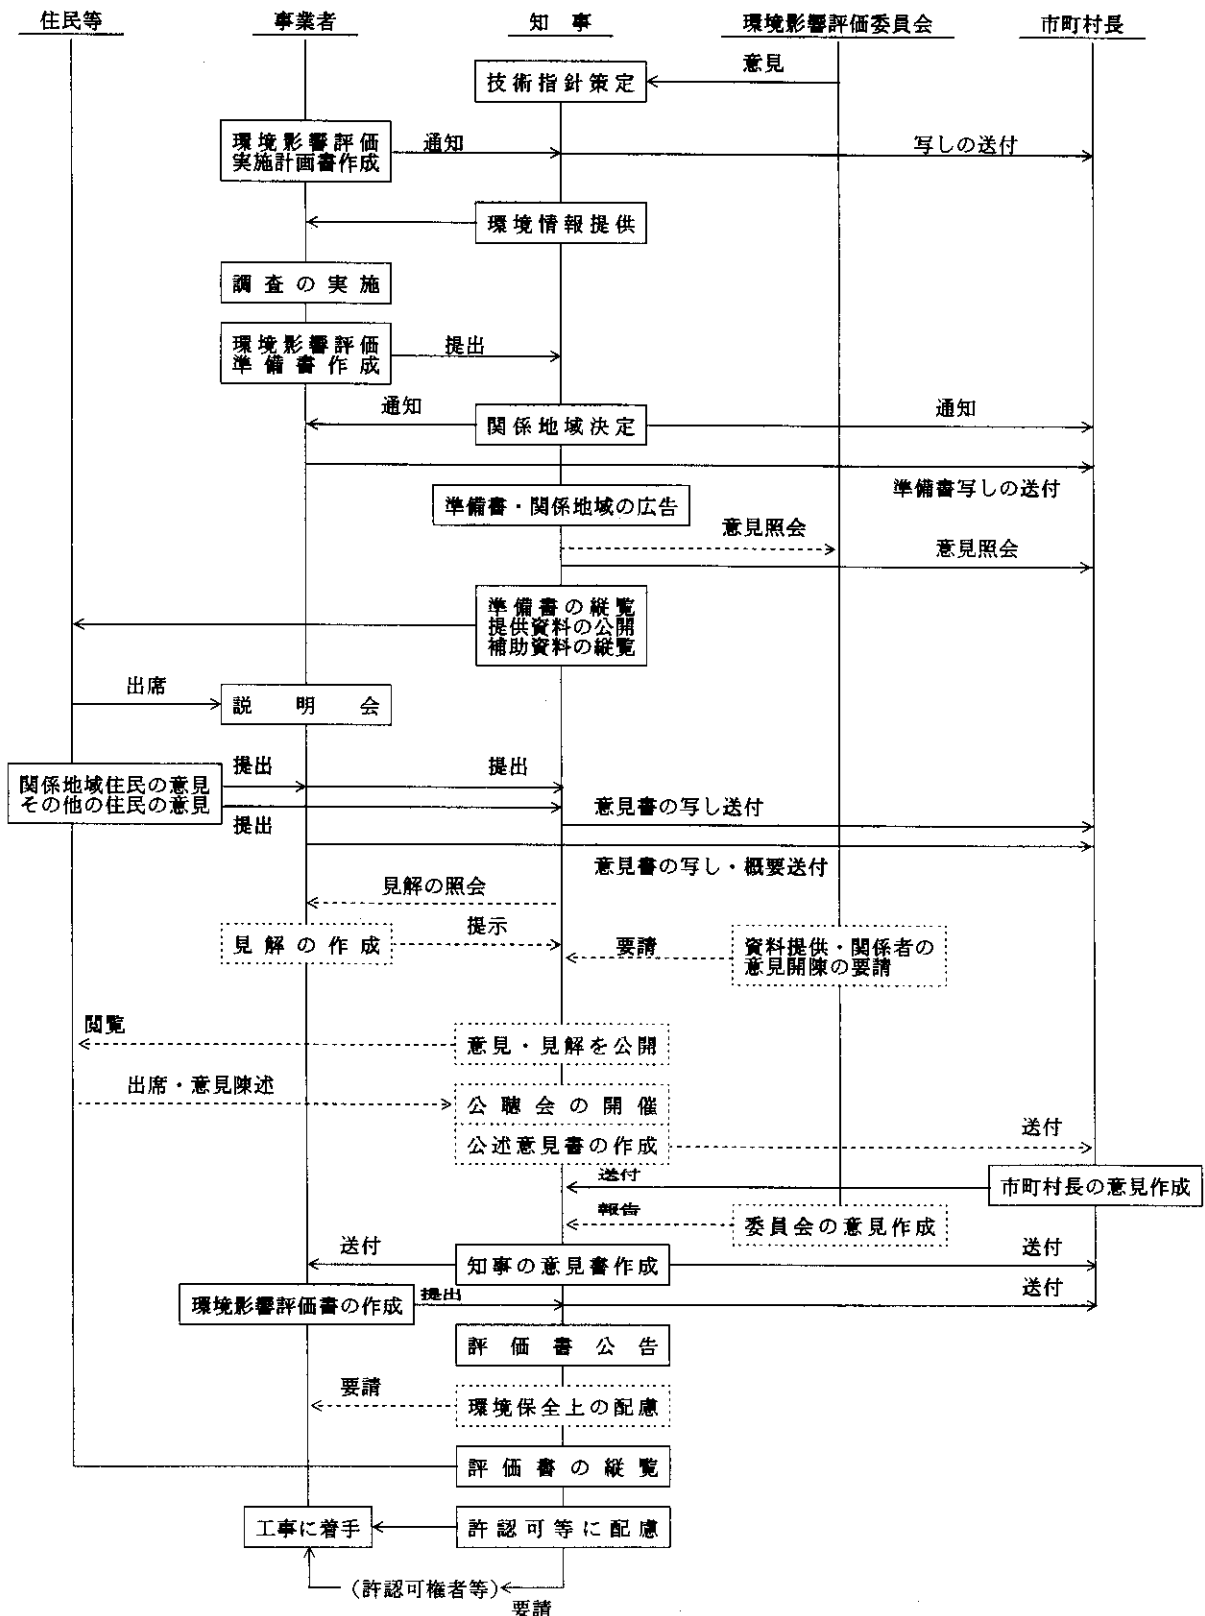 住民等
事業者
知事
環境影響評価委員会
市町村長
意見
技術指針策定
環境影響評価
実施計画書作成
通知
写しの送付
環境情報提供
調査の実施
環境影響評価
準備書作成
提出
通知
関係地域決定
通知
準備書写しの送付
準備書・関係地域の広告
意見照会
意見照会
準備書の縦覧
提供資料の公開
補助資料の縦覧
出席
説明会
提出
提出
関係地域住民の意見
その他の住民の意見
提出
意見書の写し送付
意見書の写し・概要送付
見解の照会
見解の作成
提示
要請
資料提供・関係者の
意見開陳の要請
閲覧
意見・見解を公開
出席・意見陳述
公聴会の開催
公述意見書の作成
送付
送付
市町村長の意見作成
報告
委員会の意見作成
送付
知事の意見書作成
送付
環境影響評価書の作成
提出
送付
評価書公告
要請
環境保全上の配慮
評価書の縦覧
工事に着手
許認可等に配慮
(許認可権者等)
要請